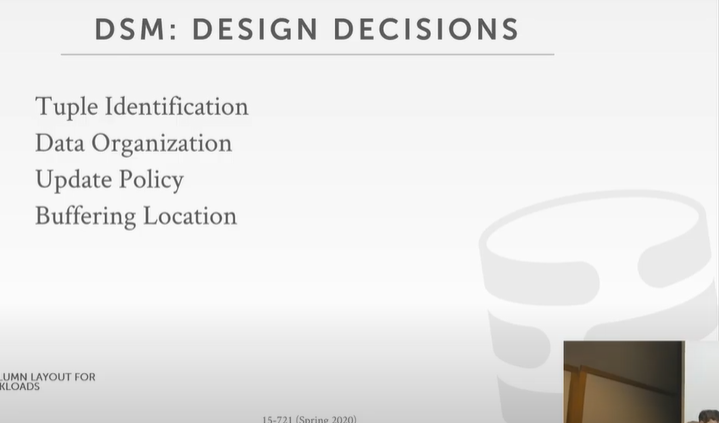 DSM: DESIGN DECISIONS
Tuple Identification
Data Organization
Update Policy
Buffering Location
LUMN LAYOUT FOR
KLOADS
15-721 (Spring 2020)